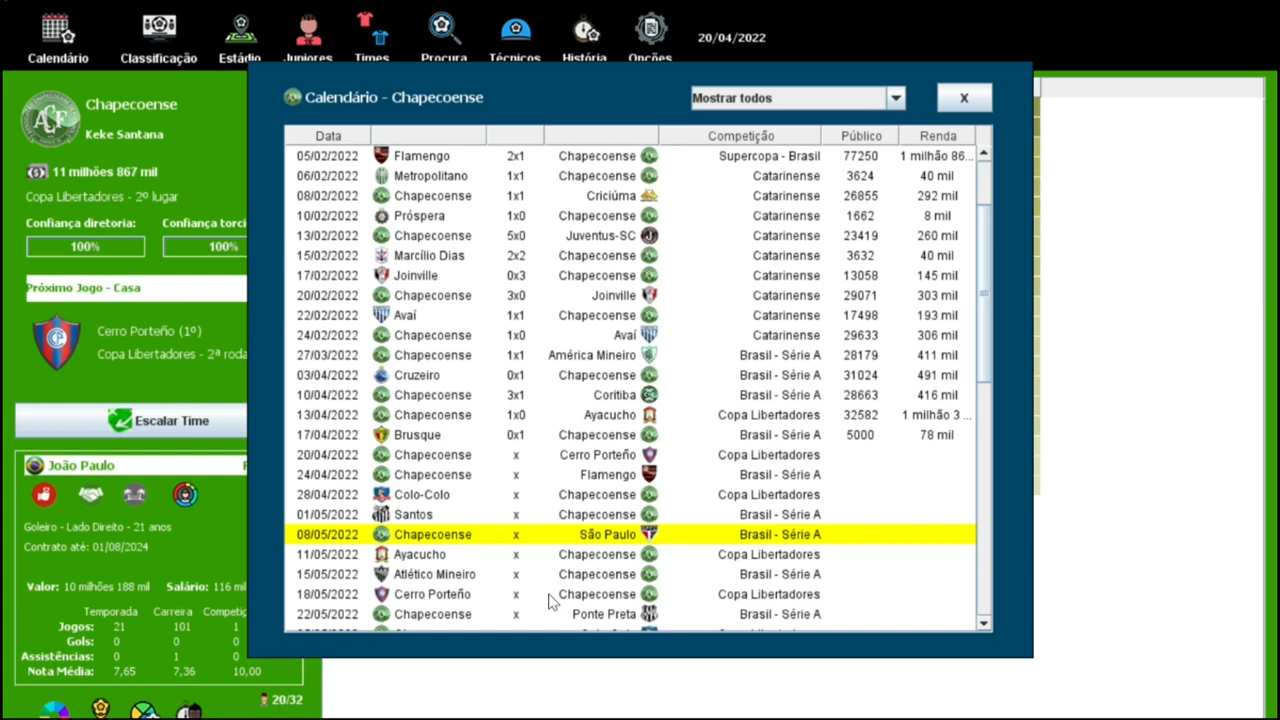 Calendário Classificação Estádio Juniores Times Procura Técnicos História Opções 20/04/2022
Chapecoense
Keke Santana
11 milhões 867 mil
Copa Libertadores - 2º lugar
Confiança diretoria: Confiança torci
100% 100%
Próximo Jogo - Casa
Cerro Porteño (1º)
Copa Libertadores - 2ª roda
Escalar Time
João Paulo
Goleiro - Lado Direito - 21 anos
Contrato até: 01/08/2024
Valor: 10 milhões 188 mil Salário: 116 mil
Temporada Carreira Competiç
Jogos: 21 101 1
Gols: 0 0 0
Assistências: 0 1 0
Nota Média: 7,65 7,36 10,00
20/32
Calendário - Chapecoense Mostrar todos X
Data Competição Público Renda
05/02/2022 Flamengo 2x1 Chapecoense Supercopa - Brasil 77250 1 milhão 86...
06/02/2022 Metropolitano 1x1 Chapecoense Catarinense 3624 40 mil
08/02/2022 Chapecoense 1x1 Criciúma Catarinense 26855 292 mil
10/02/2022 Próspera 1x0 Chapecoense Catarinense 1662 8 mil
13/02/2022 Chapecoense 5x0 Juventus-SC Catarinense 23419 260 mil
15/02/2022 Marcílio Dias 2x2 Chapecoense Catarinense 3632 40 mil
17/02/2022 Joinville 0x3 Chapecoense Catarinense 13058 145 mil
20/02/2022 Chapecoense 3x0 Joinville Catarinense 29071 303 mil
22/02/2022 Avaí 1x1 Chapecoense Catarinense 17498 193 mil
24/02/2022 Chapecoense 1x0 Avaí Catarinense 29633 306 mil
27/03/2022 Chapecoense 1x1 América Mineiro Brasil - Série A 28179 411 mil
03/04/2022 Cruzeiro 0x1 Chapecoense Brasil - Série A 31024 491 mil
10/04/2022 Chapecoense 3x1 Coritiba Brasil - Série A 28663 416 mil
13/04/2022 Chapecoense 1x0 Ayacucho Copa Libertadores 32582 1 milhão 3 ...
17/04/2022 Brusque 0x1 Chapecoense Brasil - Série A 5000 78 mil
20/04/2022 Chapecoense x Cerro Porteño Copa Libertadores
24/04/2022 Chapecoense x Flamengo Brasil - Série A
28/04/2022 Colo-Colo x Chapecoense Copa Libertadores
01/05/2022 Santos x Chapecoense Brasil - Série A
08/05/2022 Chapecoense x São Paulo Brasil - Série A
11/05/2022 Ayacucho x Chapecoense Copa Libertadores
15/05/2022 Atlético Mineiro x Chapecoense Brasil - Série A
18/05/2022 Cerro Porteño x Chapecoense Copa Libertadores
22/05/2022 Chapecoense x Ponte Preta Brasil - Série A